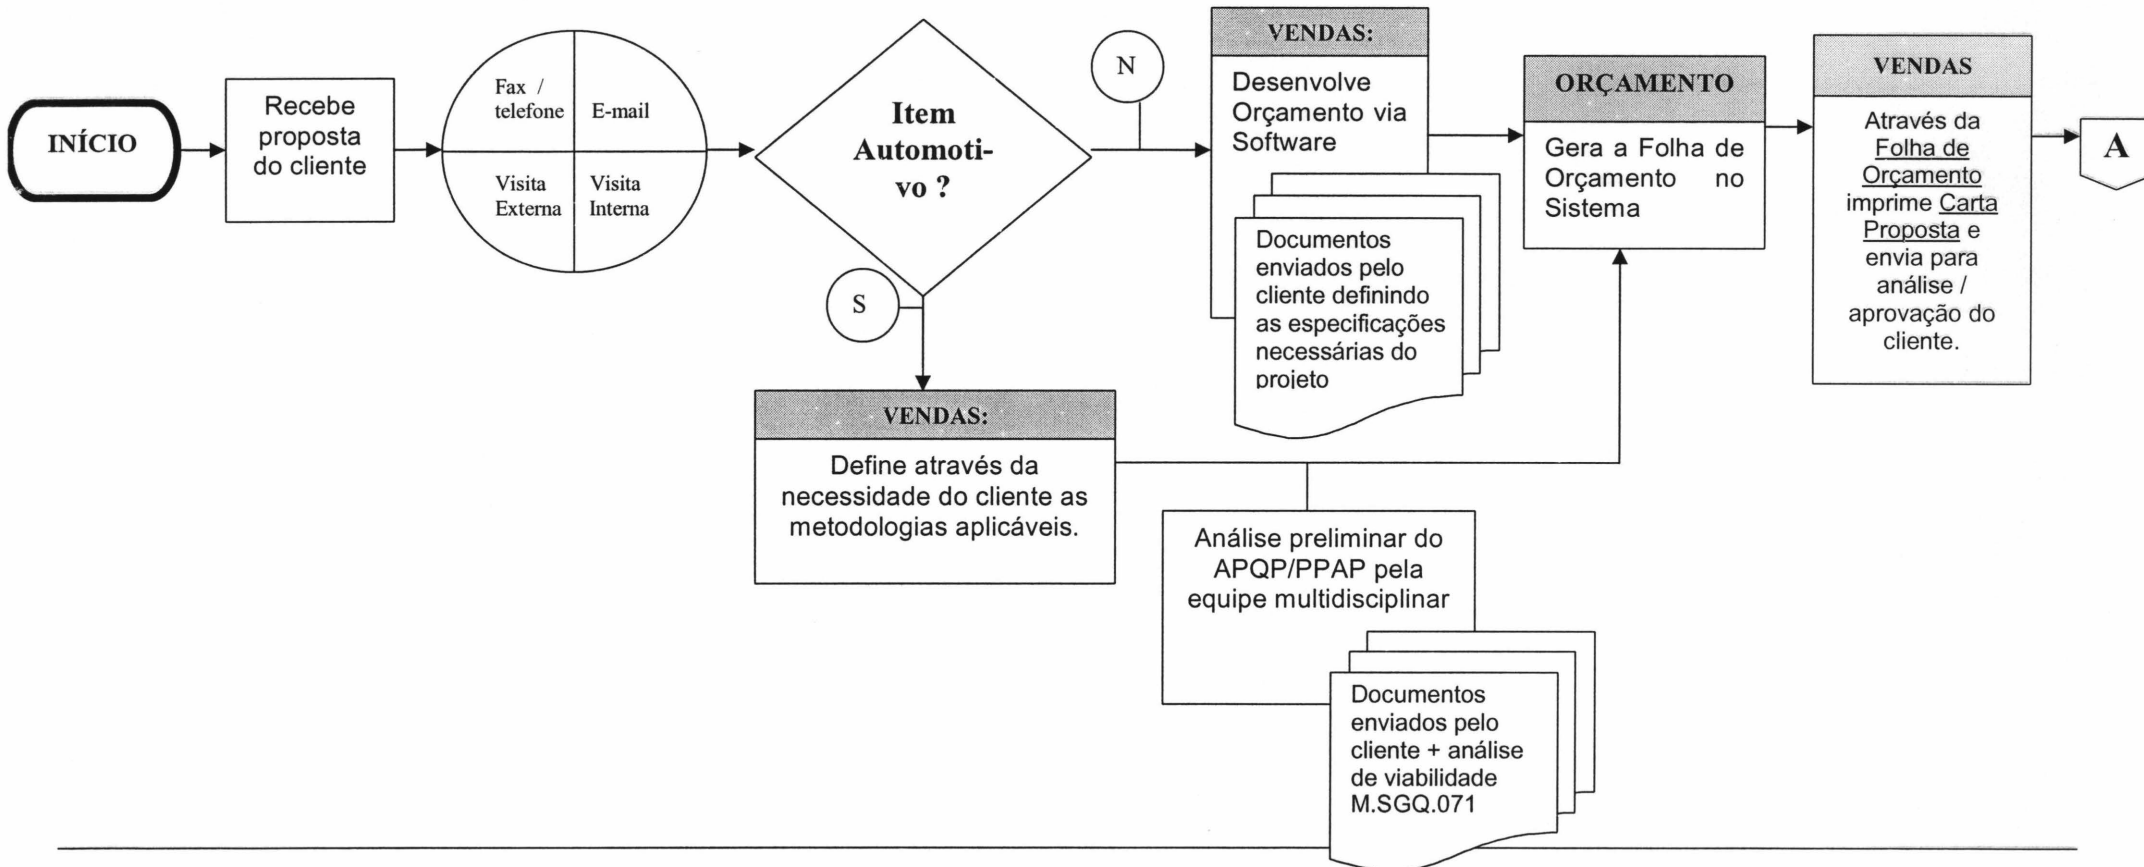 INÍCIO
Recebe
proposta
do cliente
Fax /
telefone
E-mail
Visita
Externa
Visita
Interna
Item
Automoti-
vo ?
N
S
VENDAS:
Desenvolve
Orçamento via
Software
Documentos
enviados pelo
cliente definindo
as especificações
necessárias do
projeto
ORÇAMENTO
Gera a Folha de
Orçamento no
Sistema
VENDAS
Através da
Folha de
Orçamento
imprime Carta
Proposta e
envia para
análise /
aprovação do
cliente.
A
VENDAS:
Define através da
necessidade do cliente as
metodologias aplicáveis.
Análise preliminar do
APQP/PPAP pela
equipe multidisciplinar
Documentos
enviados pelo
cliente + análise
de viabilidade
M.SGQ.071